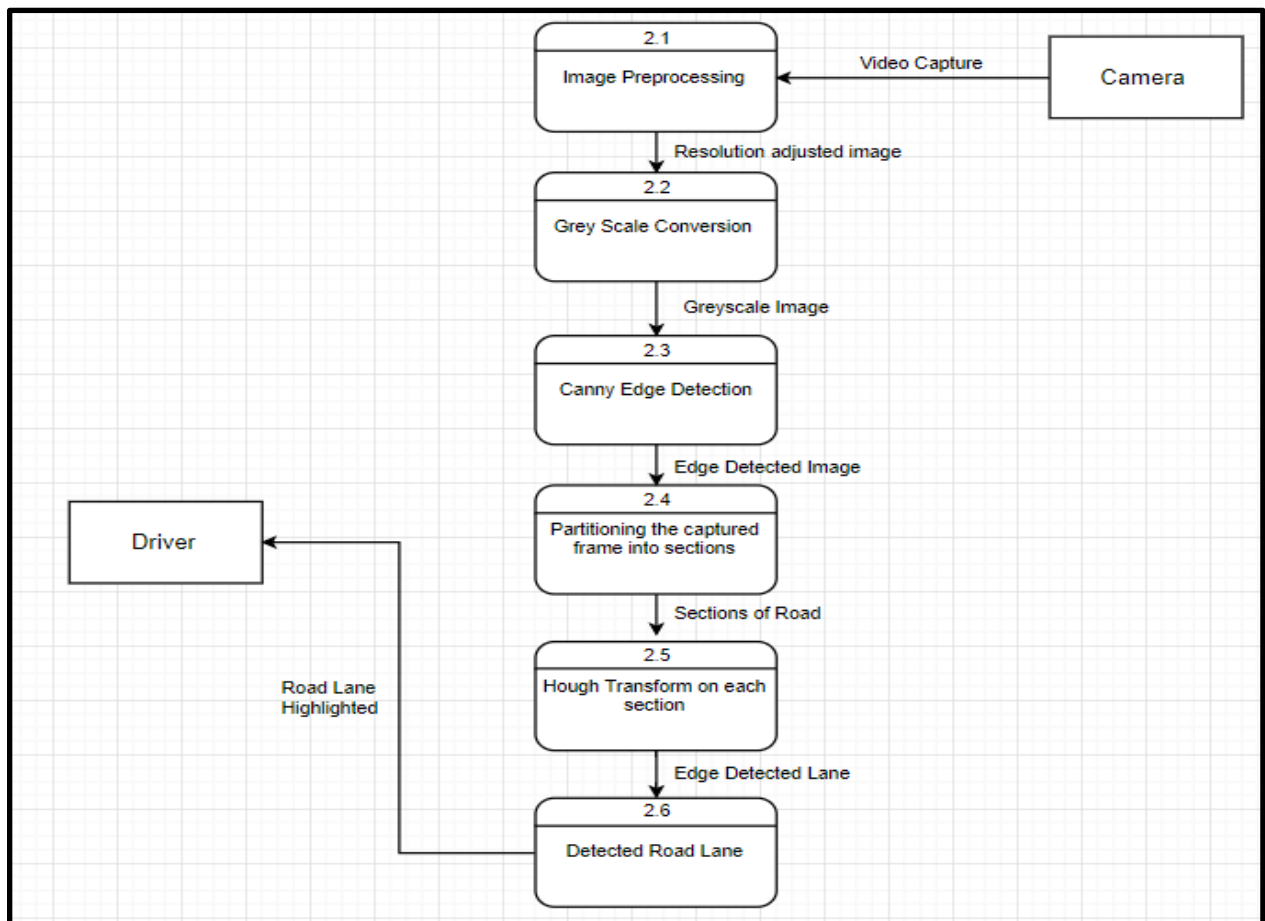 2.1
Image Preprocessing
Video Capture
Camera
Resolution adjusted image
2.2
Grey Scale Conversion
Greyscale Image
2.3
Canny Edge Detection
Edge Detected Image
2.4
Partitioning the captured
frame into sections
Driver
Sections of Road
2.5
Hough Transform on each
section
Road Lane
Highlighted
Edge Detected Lane
2.6
Detected Road Lane